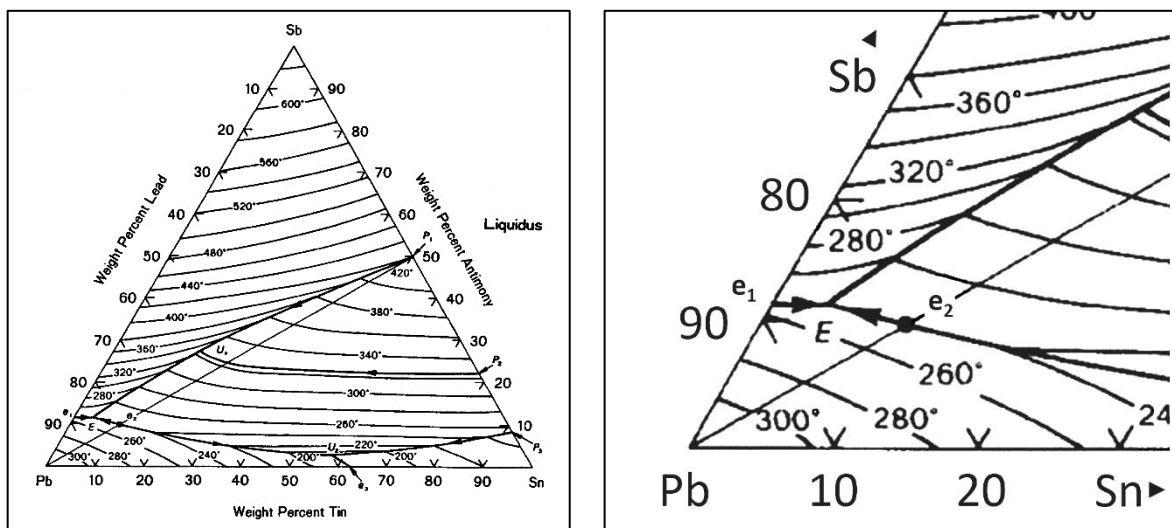 Sb
10 90
600°
20 80
30 560° 70
40 520° 60
Weight Percent Lead
Weight Percent Antimony
Liquidus
50 480° P₁ 50
420°
440°
60 40
400° 380°
70 30
360° U₁ 340° P₂
320° 20
80 300°
280°
e₁ e₂ 10
90 E 260° 240° 220° P₃
300° 280° 200° U₂ 200°
Pb 10 20 30 40 50 60 70 80 90 Sn
e₃
Weight Percent Tin
400
Sb
360°
80 320°
280°
e₁ e₂
90 E 260°
300° 280° 24
Pb 10 20 Sn